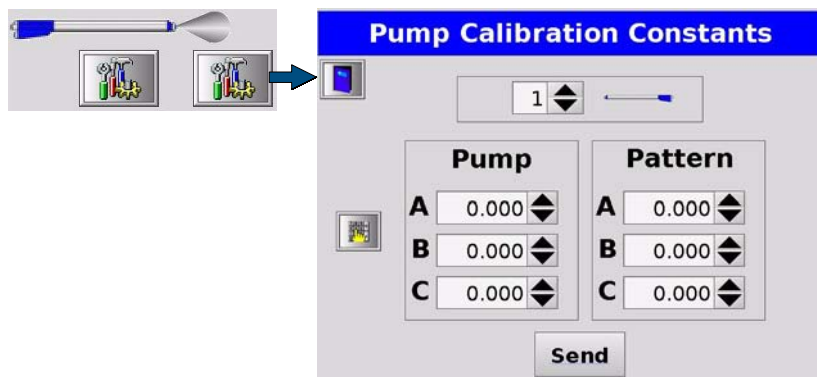 Pump Calibration Constants
1
Pump
Pattern
A 0.000 A 0.000
B 0.000 B 0.000
C 0.000 C 0.000
Send